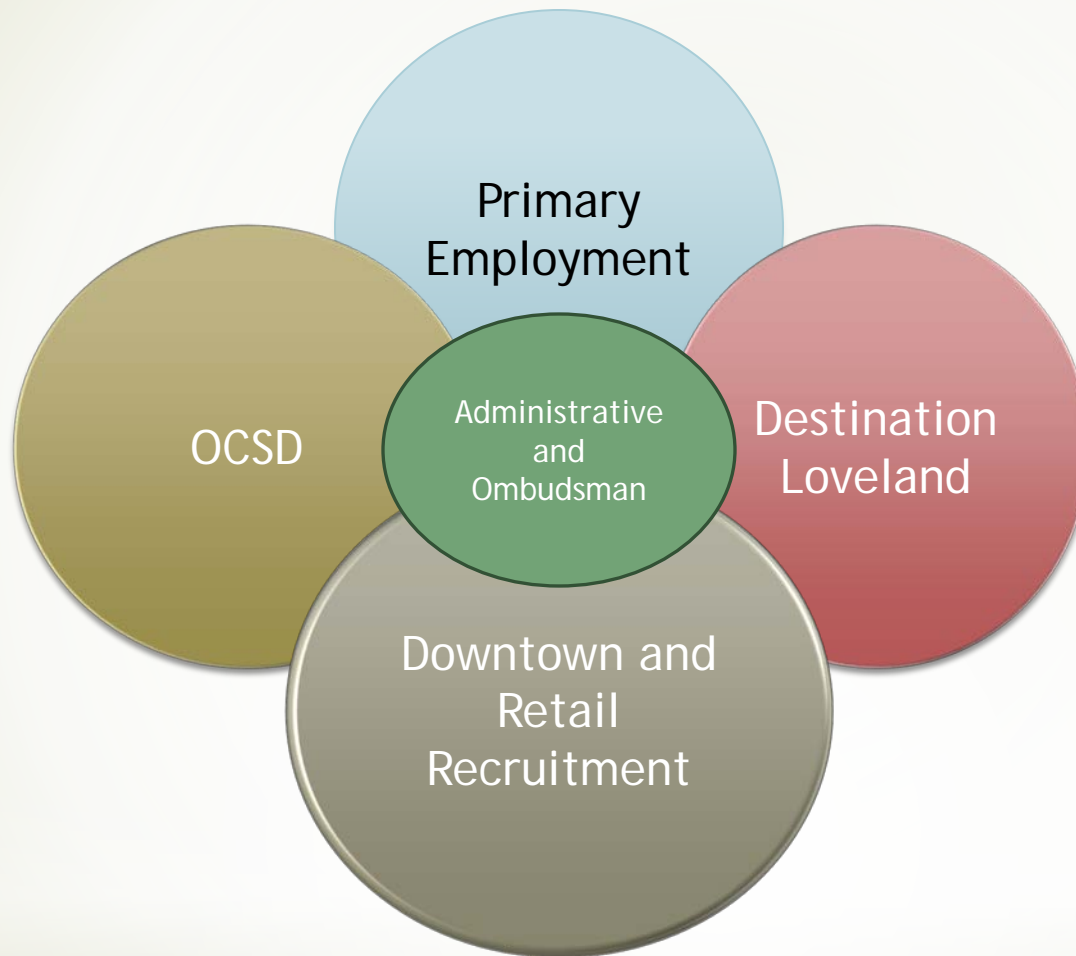 Primary
Employment
OCSD
Administrative
and
Ombudsman
Destination
Loveland
Downtown and
Retail
Recruitment